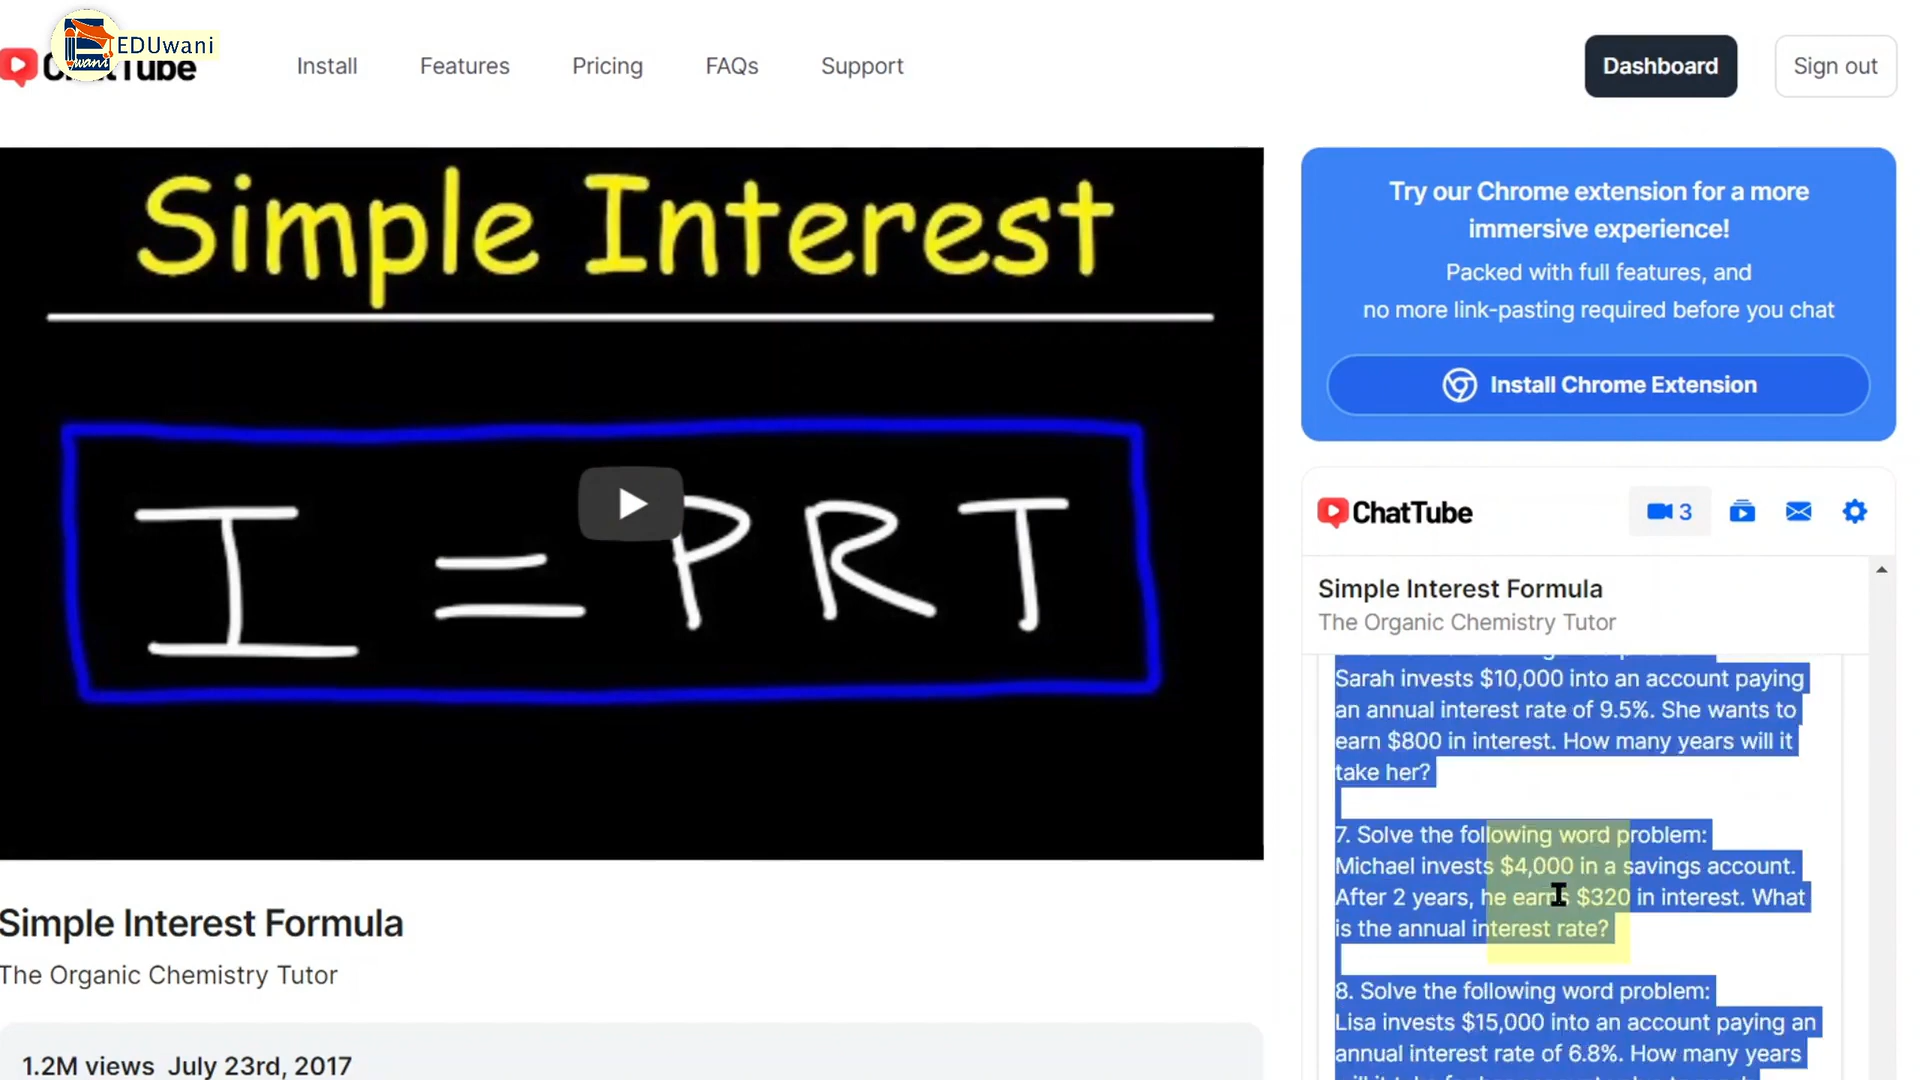 EDUwani
wani
ChatTube
Install
Features
Pricing
FAQs
Support
Dashboard
Sign out
Simple Interest
I = PRT
Try our Chrome extension for a more
immersive experience!
Packed with full features, and
no more link-pasting required before you chat
Install Chrome Extension
ChatTube
3
Simple Interest Formula
The Organic Chemistry Tutor
Sarah invests $10,000 into an account paying
an annual interest rate of 9.5%. She wants to
earn $800 in interest. How many years will it
take her?
7. Solve the following word problem:
Michael invests $4,000 in a savings account.
After 2 years, he earns $320 in interest. What
is the annual interest rate?
8. Solve the following word problem:
Lisa invests $15,000 into an account paying an
annual interest rate of 6.8%. How many years
Simple Interest Formula
The Organic Chemistry Tutor
1.2M views July 23rd, 2017